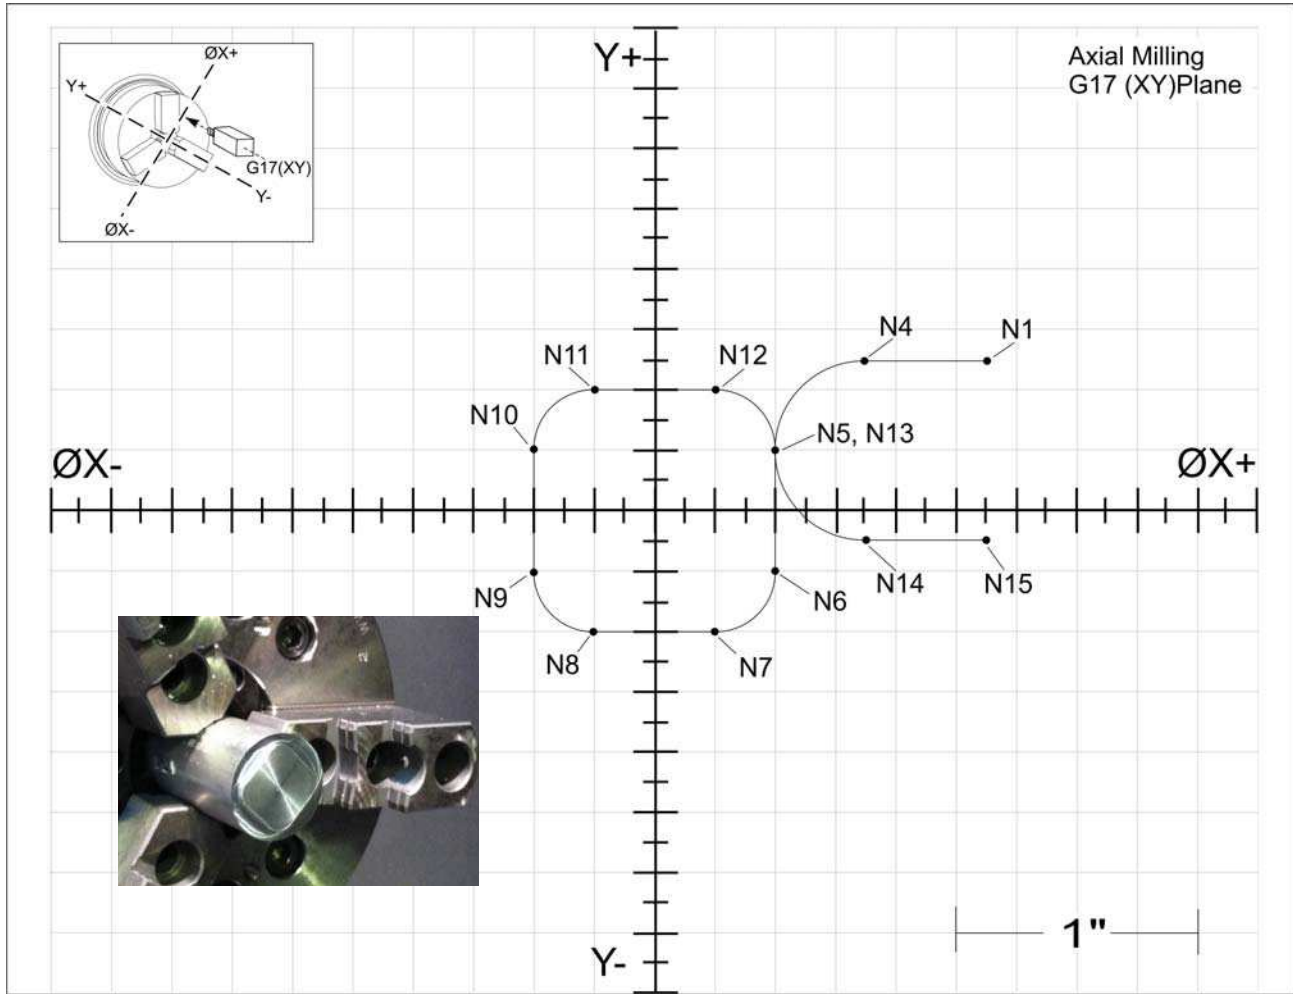 ØX+
Y+
G17(XY)
Y-
ØX-
Y+
Axial Milling
G17 (XY)Plane
N4
N1
N11
N12
N10
N5, N13
ØX-
ØX+
N14
N15
N9
N6
N8
N7
1"
Y-